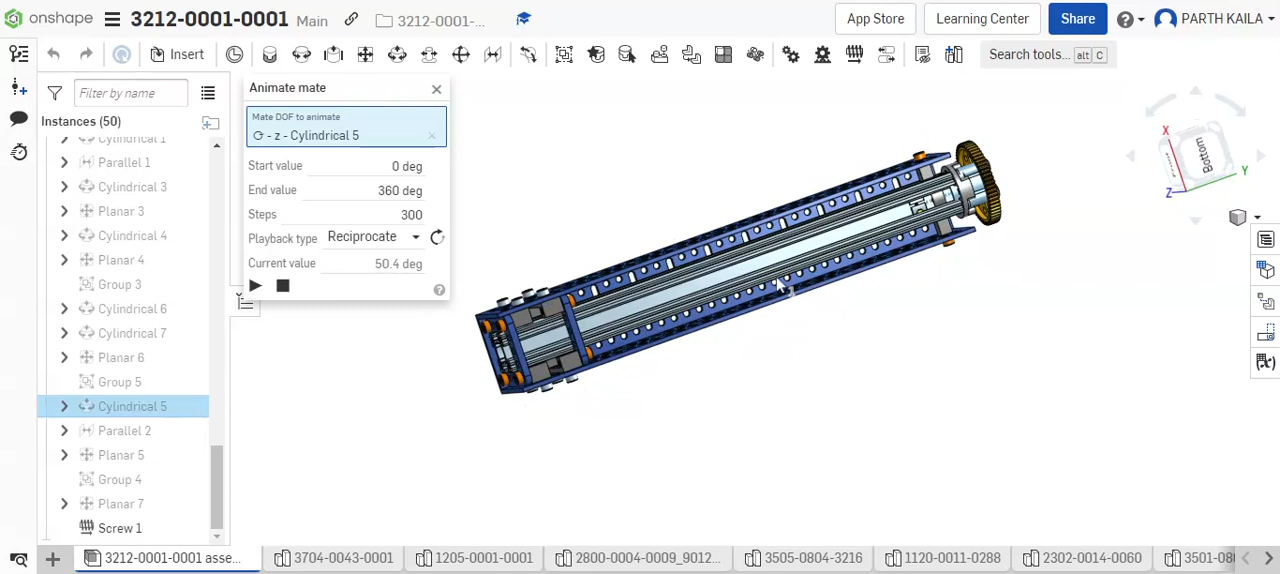 onshape
3212-0001-0001 Main
3212-0001-...
App Store
Learning Center
Share
PARTH KAILA
Insert
Search tools... alt C
Filter by name
Instances (50)
Cylindrical 1
Parallel 1
Cylindrical 3
Planar 3
Cylindrical 4
Planar 4
Group 3
Cylindrical 6
Cylindrical 7
Planar 6
Group 5
Cylindrical 5
Parallel 2
Planar 5
Group 4
Planar 7
Screw 1
Animate mate
Mate DOF to animate
- z - Cylindrical 5
Start value 0 deg
End value 360 deg
Steps 300
Playback type Reciprocate
Current value 50.4 deg
X
Bottom
Y
Z
3212-0001-0001 asse...
3704-0043-0001
1205-0001-0001
2800-0004-0009_9012...
3505-0804-3216
1120-0011-0288
2302-0014-0060